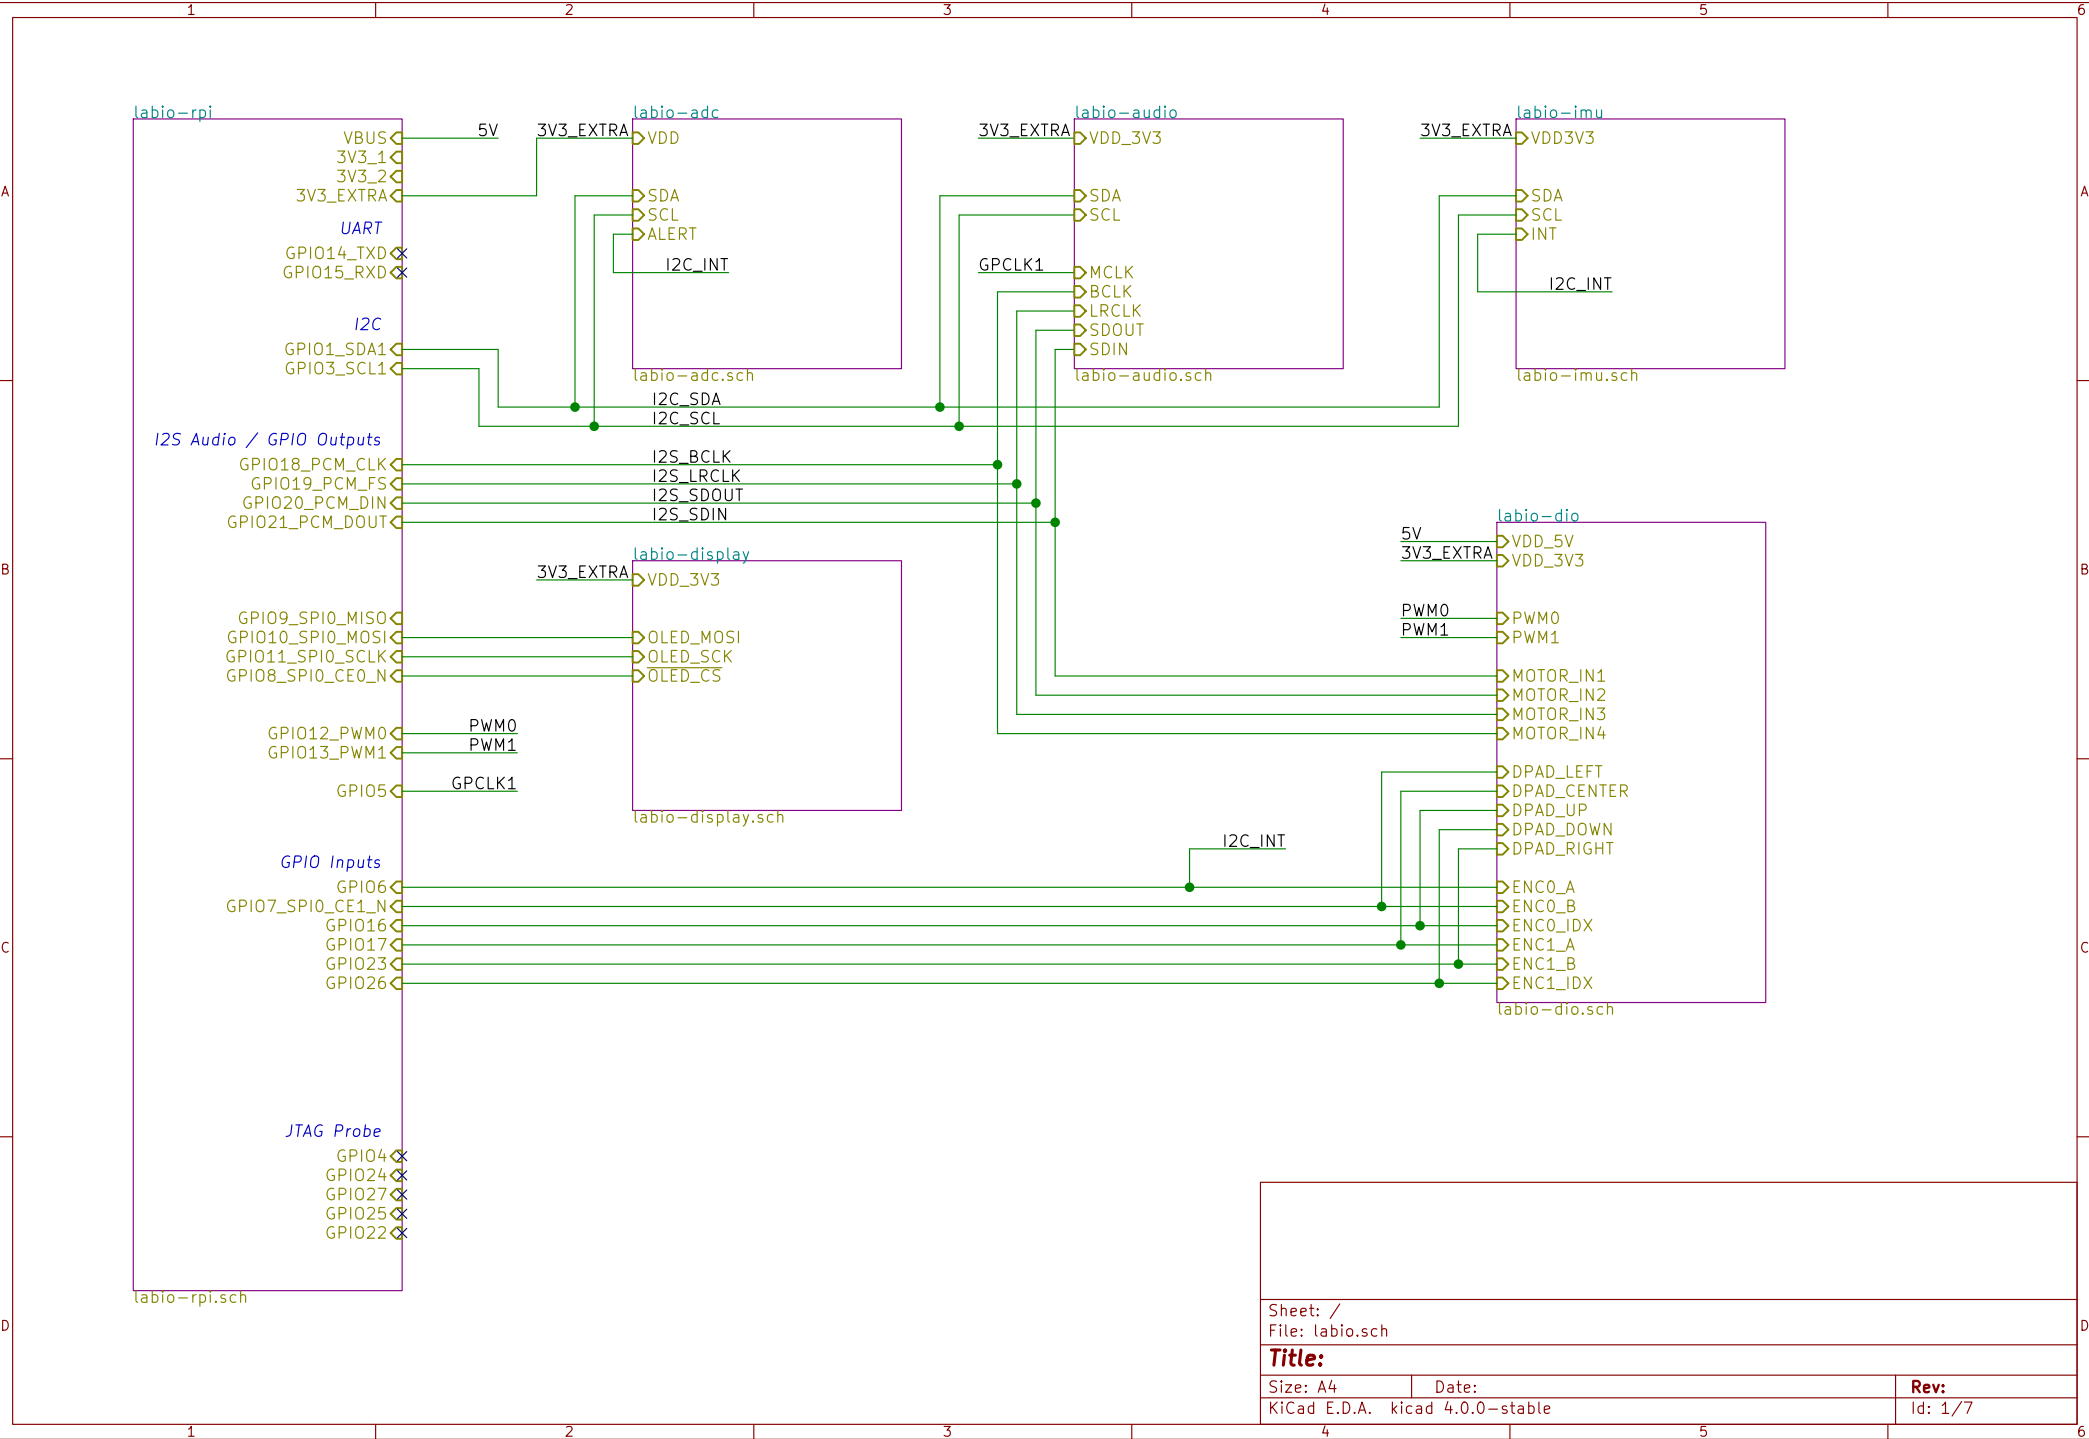 1 2 3 4 5 6
A
B
C
D
A
B
C
D
labio-rpi
VBUS
3V3_1
3V3_2
3V3_EXTRA
UART
GPIO14_TXD
GPIO15_RXD
I2C
GPIO1_SDA1
GPIO3_SCL1
I2S Audio / GPIO Outputs
GPIO18_PCM_CLK
GPIO19_PCM_FS
GPIO20_PCM_DIN
GPIO21_PCM_DOUT
GPIO9_SPI0_MISO
GPIO10_SPI0_MOSI
GPIO11_SPI0_SCLK
GPIO8_SPI0_CE0_N
GPIO12_PWM0
GPIO13_PWM1
GPIO5
GPIO Inputs
GPIO6
GPIO7_SPI0_CE1_N
GPIO16
GPIO17
GPIO23
GPIO26
JTAG Probe
GPIO4
GPIO24
GPIO27
GPIO25
GPIO22
labio-rpi.sch
5V
3V3_EXTRA
labio-adc
VDD
SDA
SCL
ALERT
I2C_INT
labio-adc.sch
I2C_SDA
I2C_SCL
I2S_BCLK
I2S_LRCLK
I2S_SDOUT
I2S_SDIN
labio-display
3V3_EXTRA
VDD_3V3
OLED_MOSI
OLED_SCK
OLED_CS
labio-display.sch
PWM0
PWM1
GPCLK1
labio-audio
3V3_EXTRA
VDD_3V3
SDA
SCL
GPCLK1
MCLK
BCLK
LRCLK
SDOUT
SDIN
labio-audio.sch
labio-imu
3V3_EXTRA
VDD3V3
SDA
SCL
INT
I2C_INT
labio-imu.sch
labio-dio
5V
VDD_5V
3V3_EXTRA
VDD_3V3
PWM0
PWM0
PWM1
PWM1
MOTOR_IN1
MOTOR_IN2
MOTOR_IN3
MOTOR_IN4
DPAD_LEFT
DPAD_CENTER
DPAD_UP
DPAD_DOWN
DPAD_RIGHT
I2C_INT
ENC0_A
ENC0_B
ENC0_IDX
ENC1_A
ENC1_B
ENC1_IDX
labio-dio.sch
Sheet: /
File: labio.sch
Title:
Size: A4 Date: Rev:
KiCad E.D.A. kicad 4.0.0-stable Id: 1/7
1 2 3 4 5 6